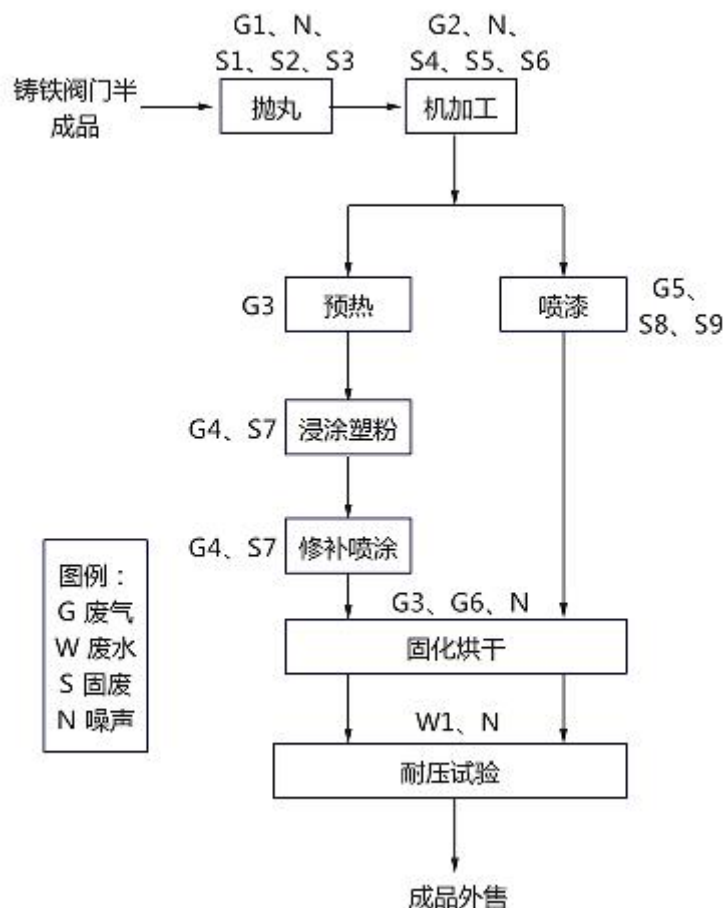 G1、N、
S1、S2、S3
G2、N、
S4、S5、S6
铸铁阀门半
成品
抛丸
机加工
G3
预热
喷漆
G5、
S8、S9
G4、S7
浸涂塑粉
G4、S7
修补喷涂
图例：
G 废气
W 废水
S 固废
N 噪声
G3、G6、N
固化烘干
W1、N
耐压试验
成品外售